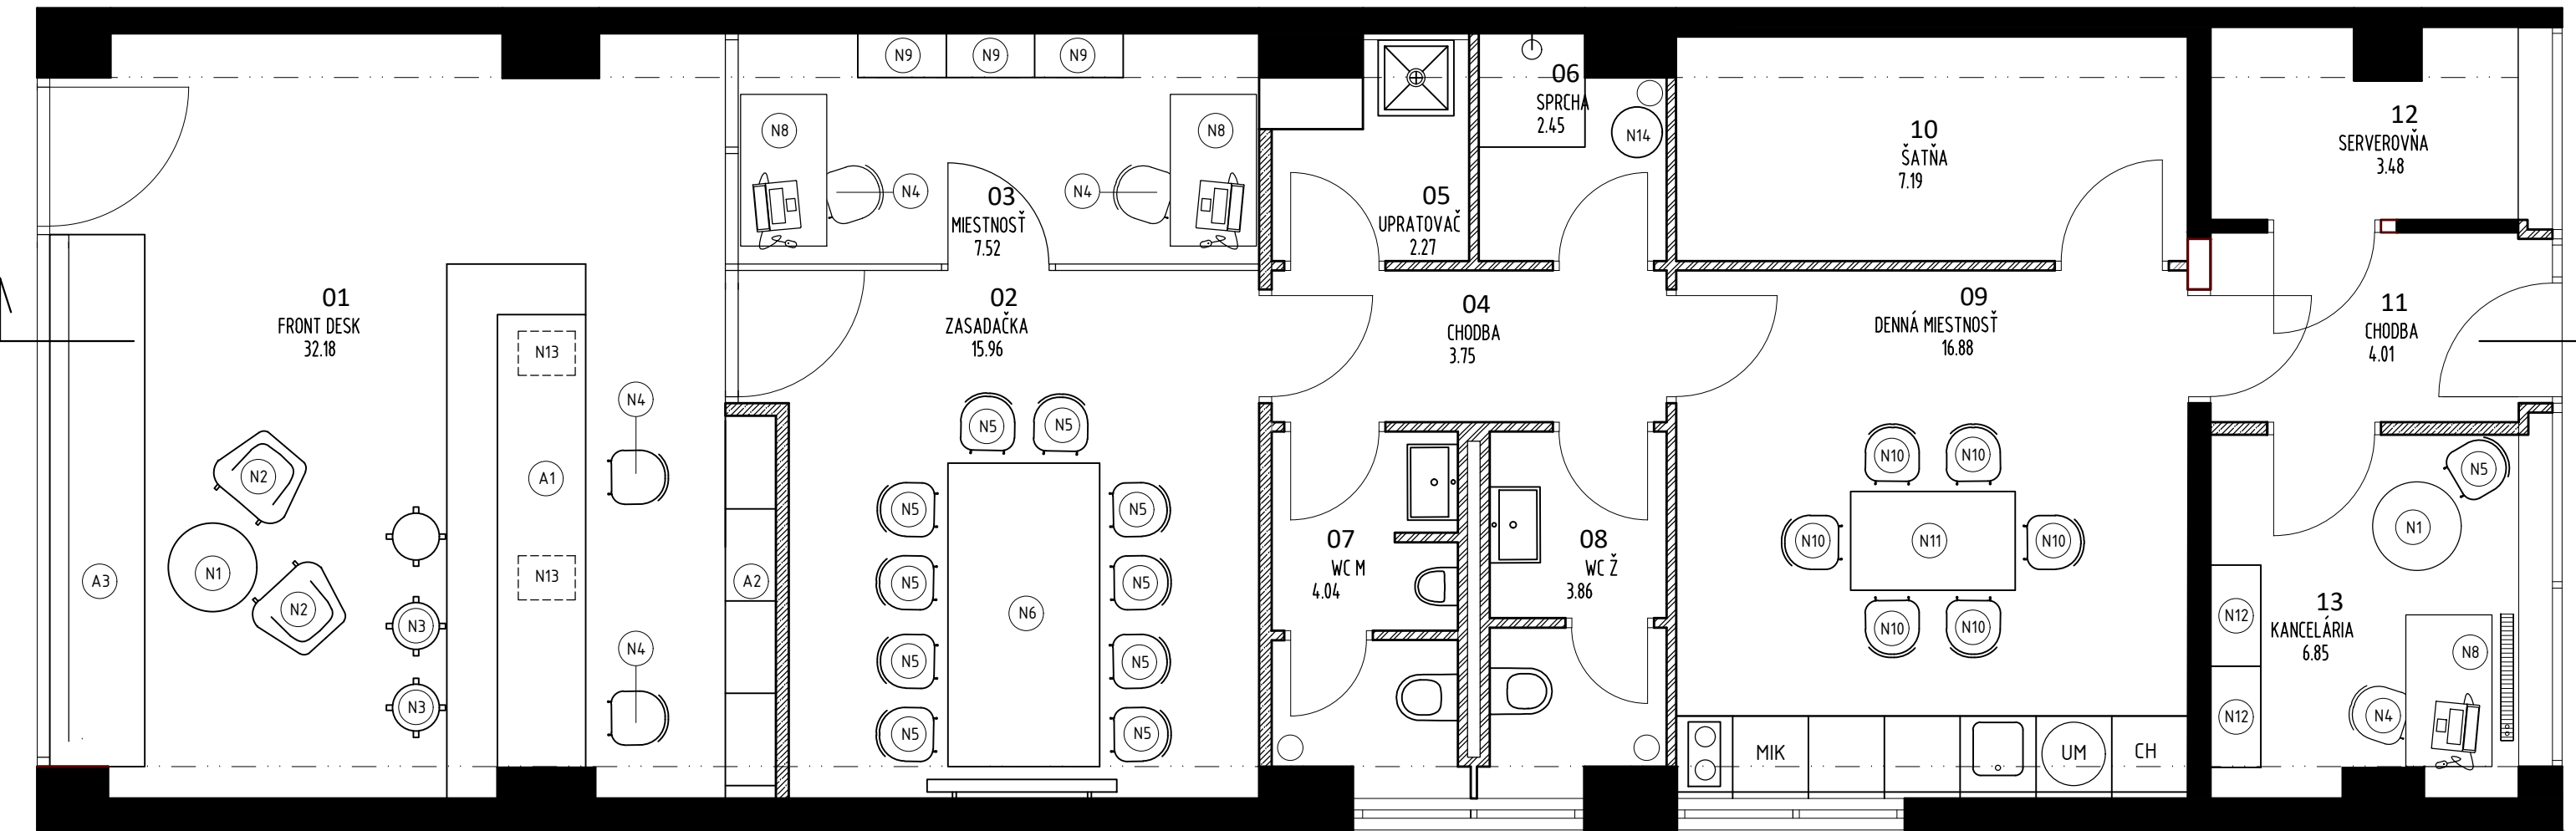 01
FRONT DESK
32.18
A3
N1
N2
N2
N3
N3
A1
N13
N13
N4
N4
A2
N9
N9
N9
N8
N4
N4
N8
03
MIESTNOSŤ
7.52
02
ZASADAČKA
15.96
N5
N5
N5
N5
N5
N5
N5
N5
N5
N5
N6
05
UPRATOVAČ
2.27
06
SPRCHA
2.45
N14
04
CHODBA
3.75
07
WC M
4.04
08
WC Ž
3.86
10
ŠATŇA
7.19
09
DENNÁ MIESTNOSŤ
16.88
N10
N10
N10
N11
N10
N10
N10
MIK
UM
CH
12
SEREROVŇA
3.48
11
CHODBA
4.01
N5
N1
N12
N12
13
KANCELÁRIA
6.85
N8
N4